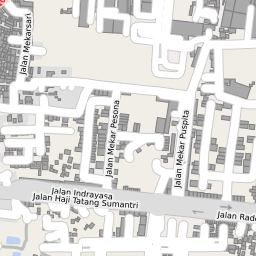 Jalan Mekarsari
Jalan Mekar Pesona
Jalan Mekar Puspita
Jalan Indrayasa
Jalan Haji Tatang Sumantri
Jalan Rade